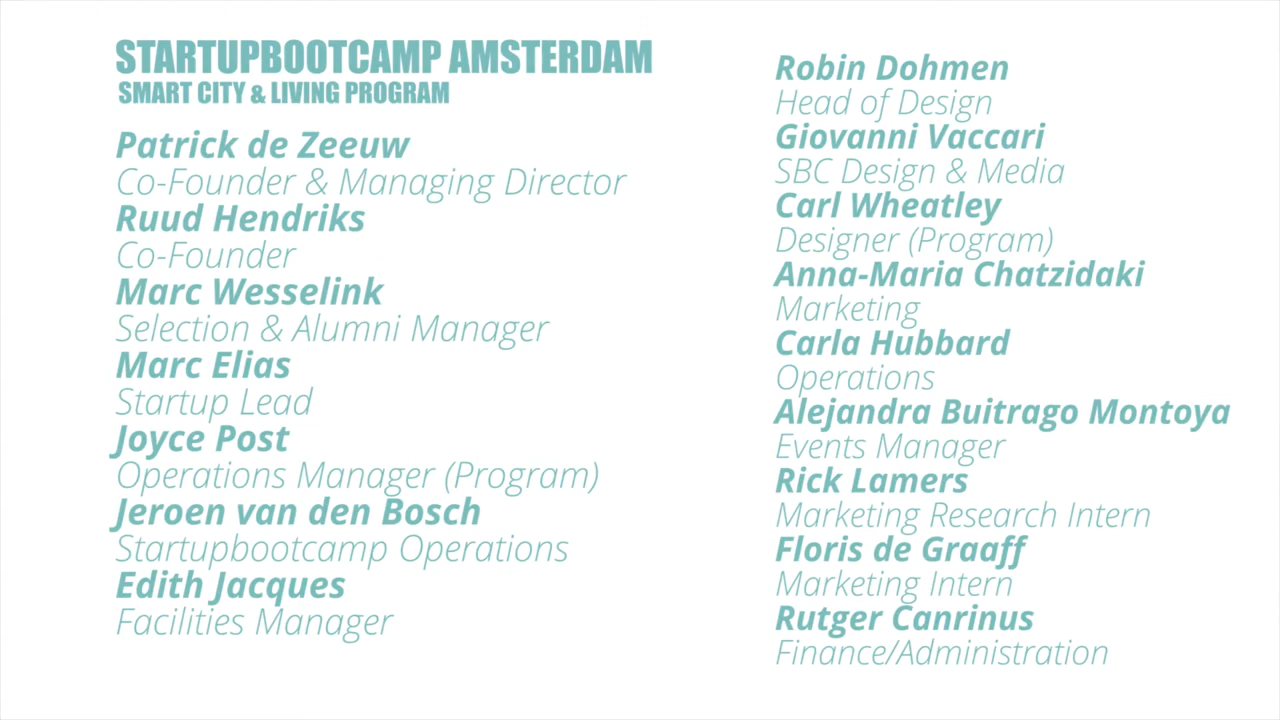 STARTUPBOOTCAMP AMSTERDAM
SMART CITY & LIVING PROGRAM
Patrick de Zeeuw
Co-Founder & Managing Director
Ruud Hendriks
Co-Founder
Marc Wesselink
Selection & Alumni Manager
Marc Elias
Startup Lead
Joyce Post
Operations Manager (Program)
Jeroen van den Bosch
Startupbootcamp Operations
Edith Jacques
Facilities Manager
Robin Dohmen
Head of Design
Giovanni Vaccari
SBC Design & Media
Carl Wheatley
Designer (Program)
Anna-Maria Chatzidaki
Marketing
Carla Hubbard
Operations
Alejandra Buitrago Montoya
Events Manager
Rick Lamers
Marketing Research Intern
Floris de Graaff
Marketing Intern
Rutger Canrinus
Finance/Administration